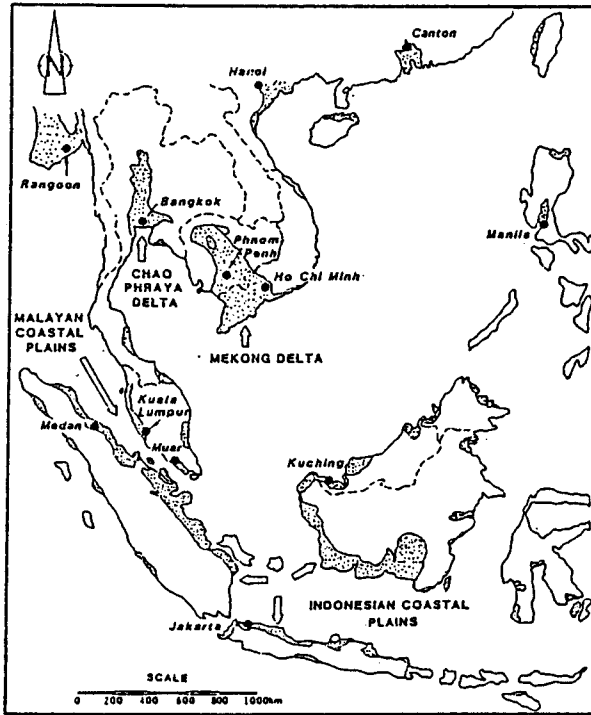 N
Canton
Hanoi
Rangoon
Bangkok
Manila
Phnom
Penh
CHAO
PHRAYA
DELTA
Ho Chi Minh
MALAYAN
COASTAL
PLAINS
MEKONG DELTA
Kuala
Lumpur
Medan
Muar
Kuching
INDONESIAN COASTAL
PLAINS
Jakarta
SCALE
0 200 400 600 800 1000km